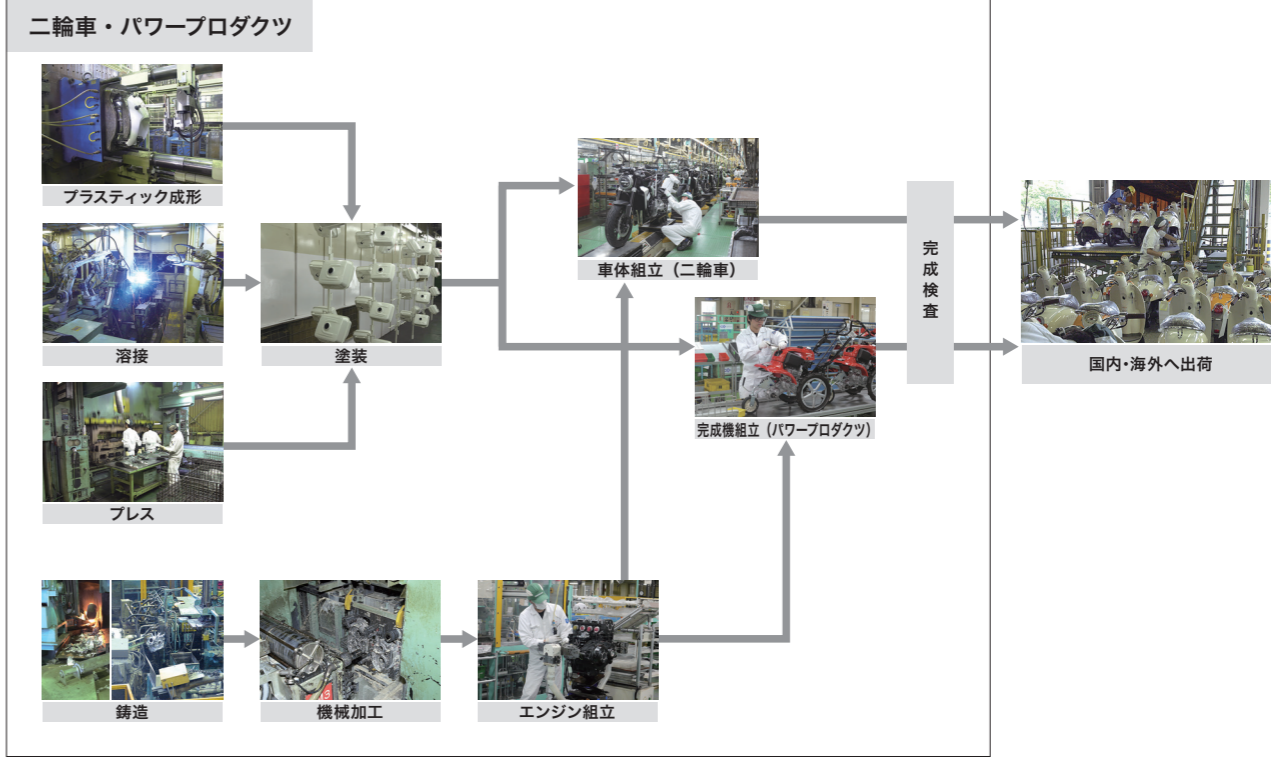 二輪車・パワープロダクツ
プラスティック成形
溶接
塗装
プレス
車体組立（二輪車）
完成機組立（パワープロダクツ）
完成検査
国内・海外へ出荷
鋳造
機械加工
エンジン組立